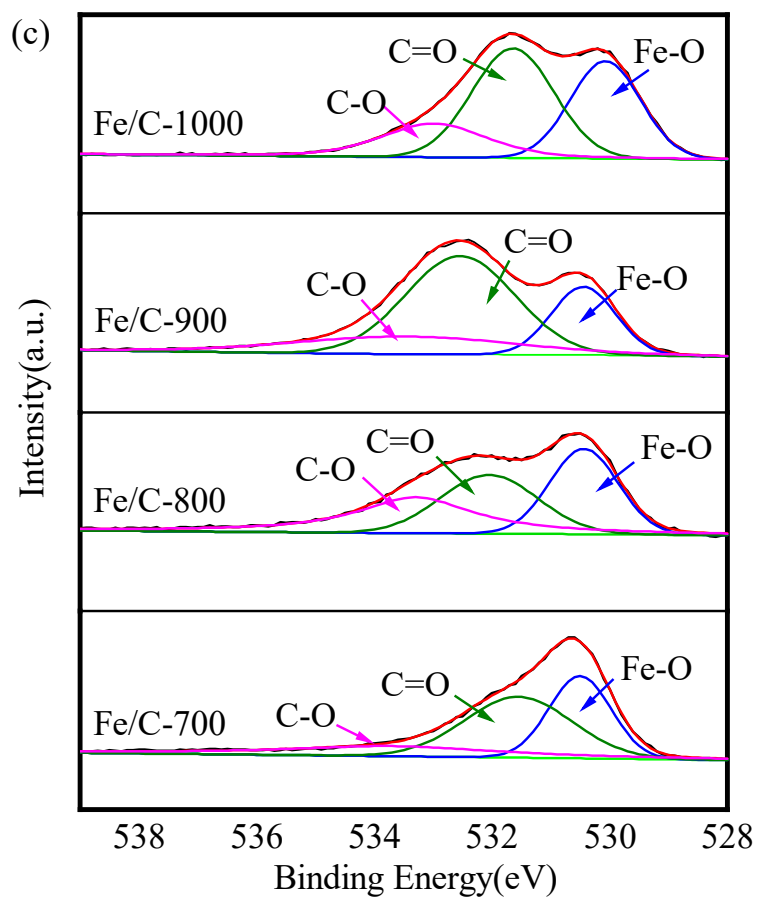 (c)
C=O
Fe-O
C-O
Fe/C-1000
C=O
Fe-O
C-O
Fe/C-900
C=O
Fe-O
C-O
Fe/C-800
Fe-O
C=O
C-O
Fe/C-700
Intensity(a.u.)
538 536 534 532 530 528
Binding Energy(eV)